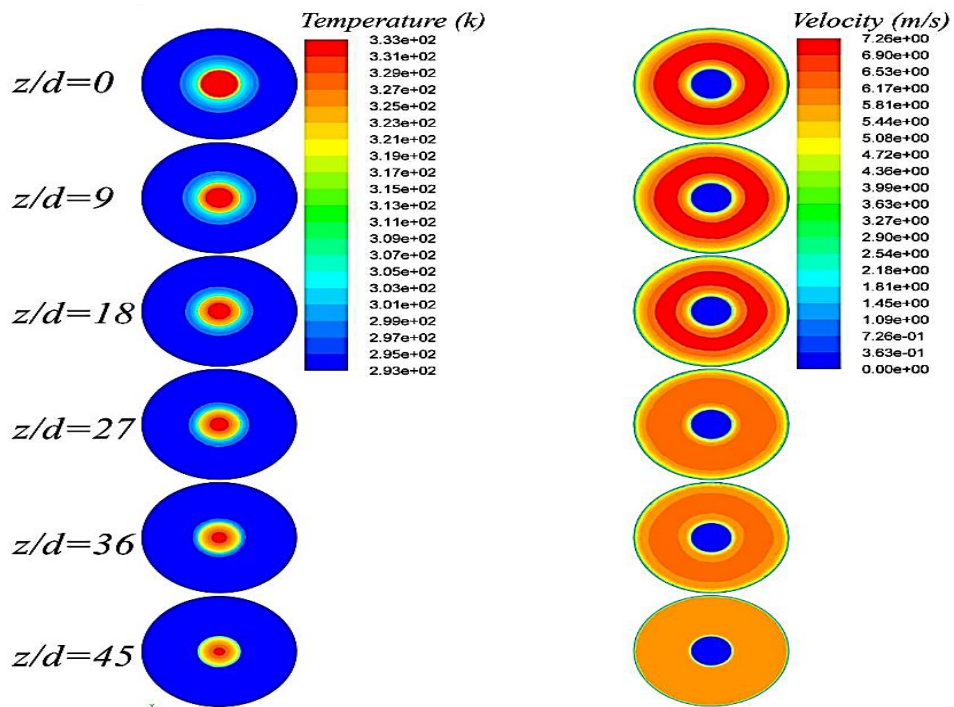 Temperature (k)
3.33e+02
3.31e+02
3.29e+02
3.27e+02
3.25e+02
3.23e+02
3.21e+02
3.19e+02
3.17e+02
3.15e+02
3.13e+02
3.11e+02
3.09e+02
3.07e+02
3.05e+02
3.03e+02
3.01e+02
2.99e+02
2.97e+02
2.95e+02
2.93e+02
Velocity (m/s)
7.26e+00
6.90e+00
6.53e+00
6.17e+00
5.81e+00
5.44e+00
5.08e+00
4.72e+00
4.36e+00
3.99e+00
3.63e+00
3.27e+00
2.90e+00
2.54e+00
2.18e+00
1.81e+00
1.45e+00
1.09e+00
7.26e-01
3.63e-01
0.00e+00
z/d=0
z/d=9
z/d=18
z/d=27
z/d=36
z/d=45